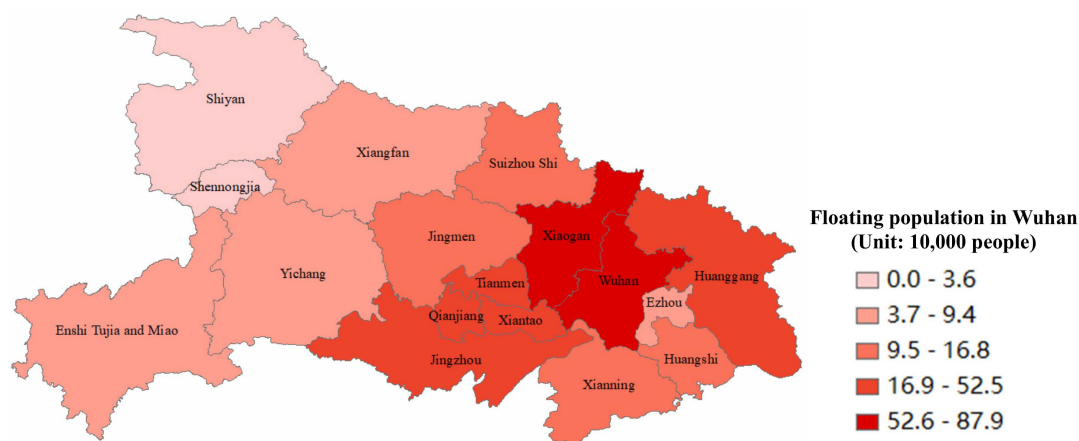 Shiyan
Xiangfan
Suizhou Shi
Shennongjia
Jingmen
Xiaogan
Yichang
Tianmen
Wuhan
Huanggang
Ezhou
Enshi Tujia and Miao
Qianjiang
Xiantao
Jingzhou
Huangshi
Xianning
Floating population in Wuhan
(Unit: 10,000 people)
0.0 - 3.6
3.7 - 9.4
9.5 - 16.8
16.9 - 52.5
52.6 - 87.9